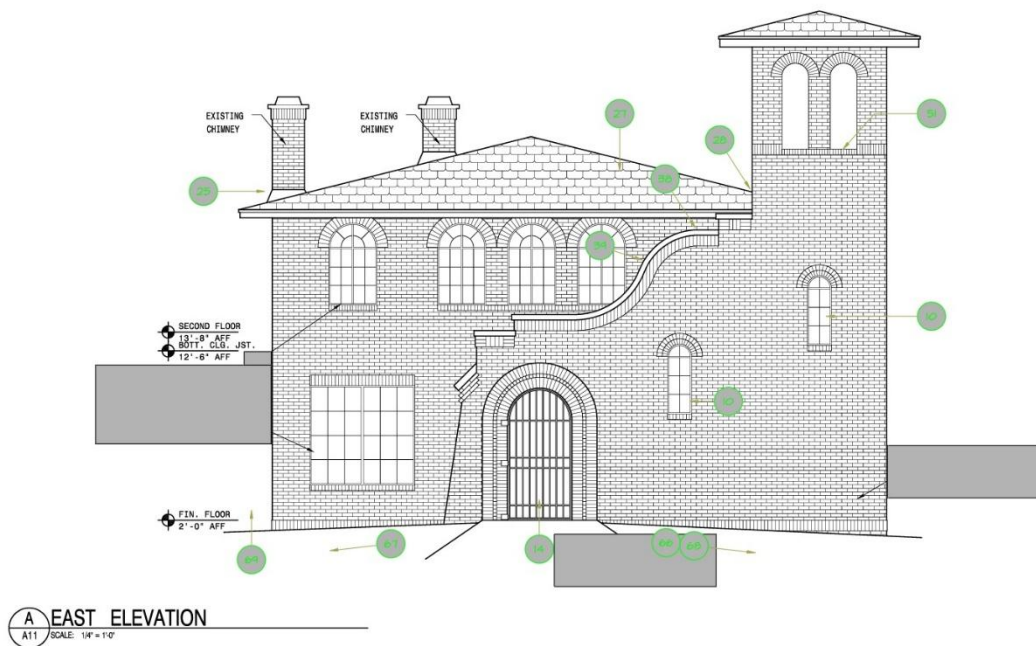 EXISTING
CHIMNEY
EXISTING
CHIMNEY
27
51
28
25
56
54
10
SECOND FLOOR
13'-8" AFF
BOTT. CLG. JST.
12'-6" AFF
10
FIN. FLOOR
2'-0" AFF
69
67
14
66
68
A
A11
EAST ELEVATION
SCALE: 1/4" = 1'-0"